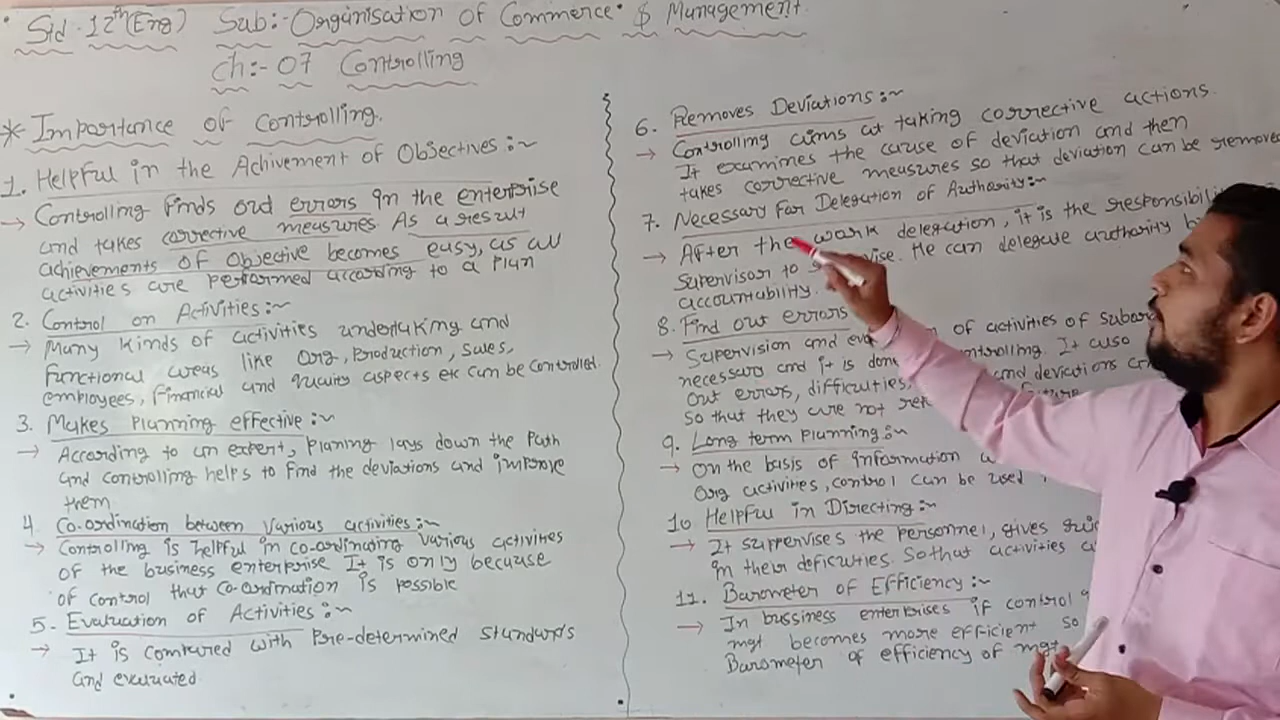 Std. 12th (Eng) Sub:- Organisation of Commerce & Management.
Ch:- 07 Controlling
* Importance of Controlling.
1. Helpful in the Achivement of Objectives:~
→ Controlling finds out errors in the enterprise
and takes corrective measures. As a result
achievements of objective becomes easy, as all
activities are performed according to a Plan
2. Control on Activities:~
→ Many kinds of activities undertaking and
Functional areas like Org, Production, Sales,
employees, Financial and quality aspects etc can be controlled.
3. Makes Planning effective:~
→ According to an expert, Planning lays down the Path
and controlling helps to find the deviations and improve
them
4. Co-ordination between various activities:~
→ Controlling is helpful in co-ordinating various activities
of the business enterprise It is only because
of control that co-ordination is possible
5. Evaluation of Activities:~
→ It is compared with Pre-determined standards
and evaluated
6. Removes Deviations:~
→ Controlling aims at taking corrective actions.
It examines the cause of deviation and then
takes corrective measures so that deviation can be remove
7. Necessary for Delegation of Authority:~
→ After the work delegation, it is the responsibili
Supervisor to vise. He can delegate authority b
accountability.
8. Find out errors
→ Supervision and eva of activities of subord
necessary and it is don ntrolling. It also
out errors, difficulties, and deviations
so that they are not re
9. Long term Planning:~
→ On the basis of information
Org activities, control can be used
10. Helpful in Directing:~
→ It suppervises the personnel, gives
in their deficulties. So that activities
11. Barometer of Efficiency:~
→ In bussiness enterprises if control
mgt becomes more efficient so
Barometer of efficiency of mgt